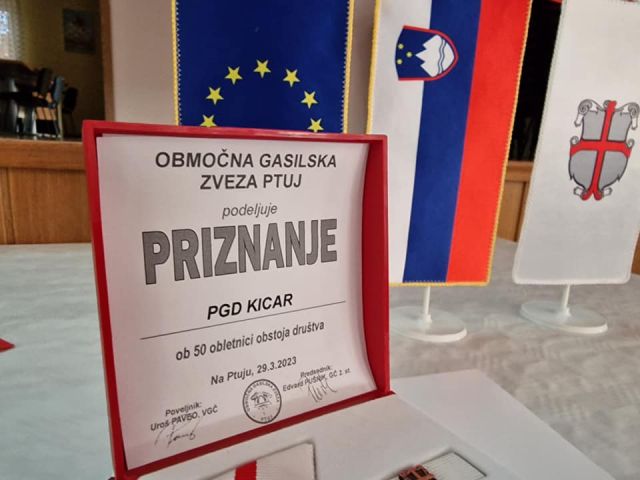 OBMOČNA GASILSKA
ZVEZA PTUJ
podeljuje
PRIZNANJE
PGD KICAR
ob 50 obletnici obstoja društva
Na Ptuju, 29.3.2023
Poveljnik:
Uroš PAVEO, VGČ
Predsednik:
Edvard PUŠNIK, GČ 2. st.